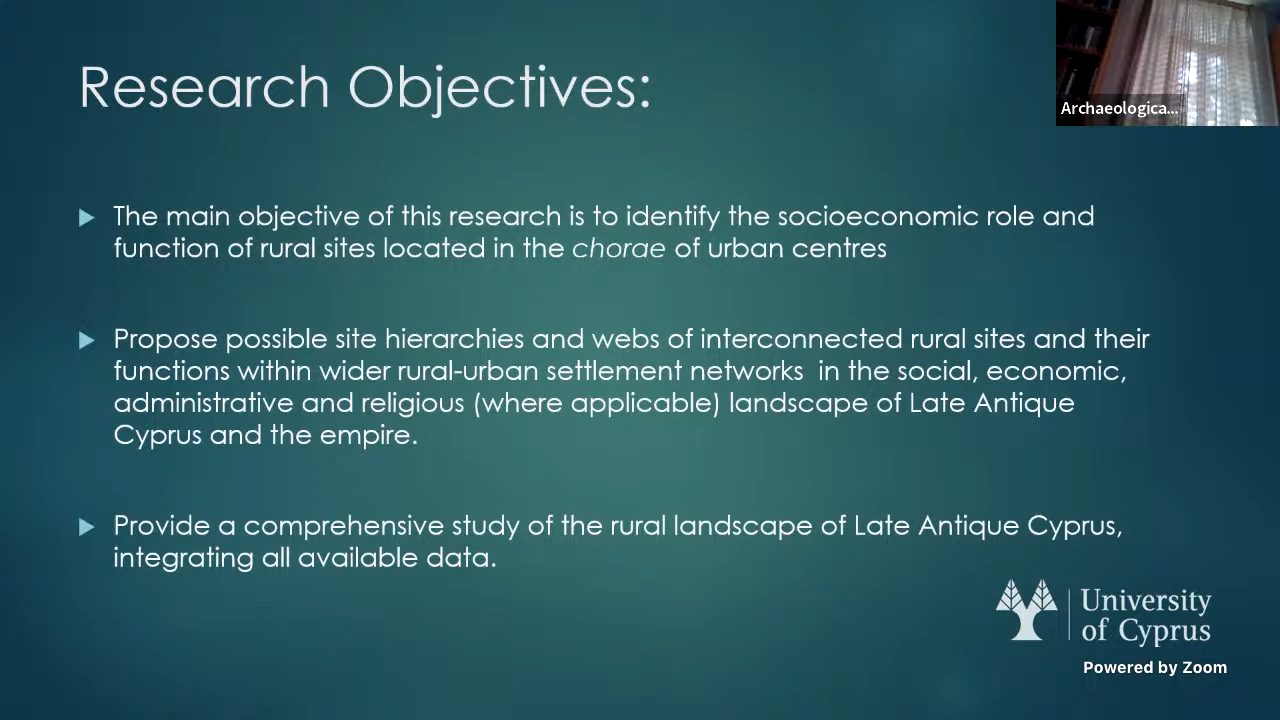 Research Objectives:
Archaeologica...
The main objective of this research is to identify the socioeconomic role and
function of rural sites located in the chorae of urban centres
Propose possible site hierarchies and webs of interconnected rural sites and their
functions within wider rural-urban settlement networks  in the social, economic,
administrative and religious (where applicable) landscape of Late Antique
Cyprus and the empire.
Provide a comprehensive study of the rural landscape of Late Antique Cyprus,
integrating all available data.
University
of Cyprus
Powered by Zoom